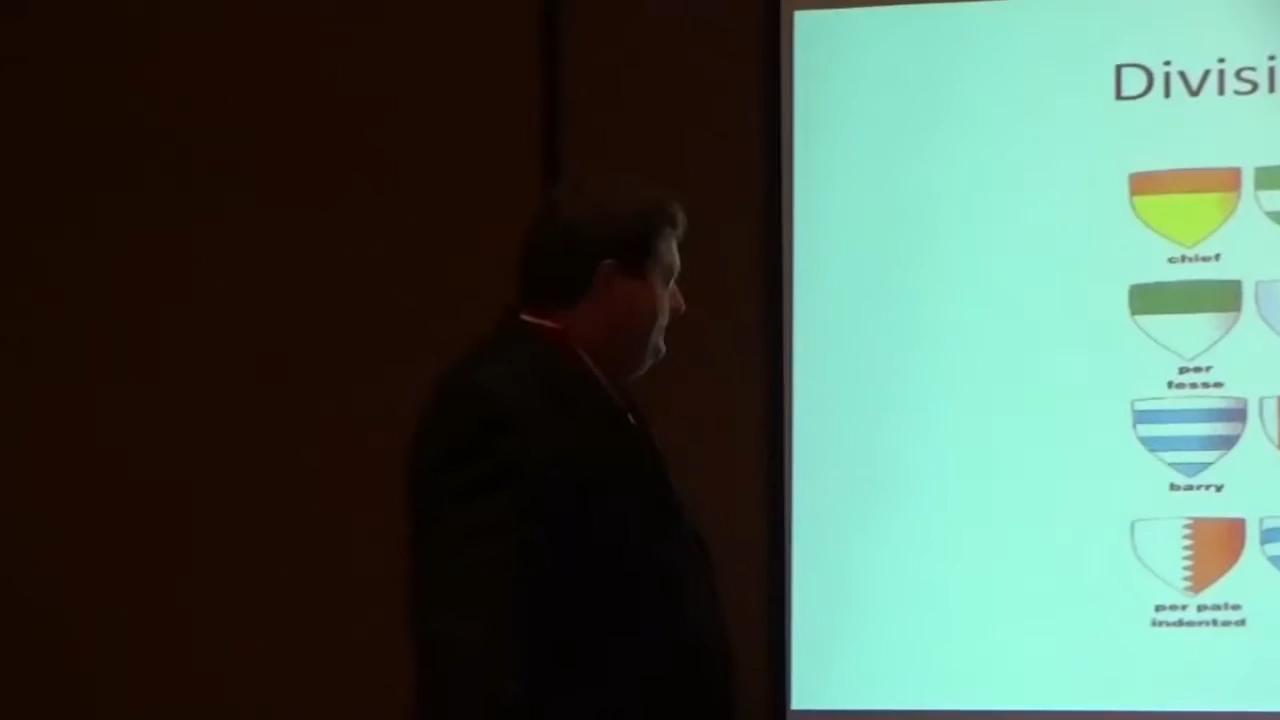 Divisi
chief
per
fesse
barry
per pale
indented